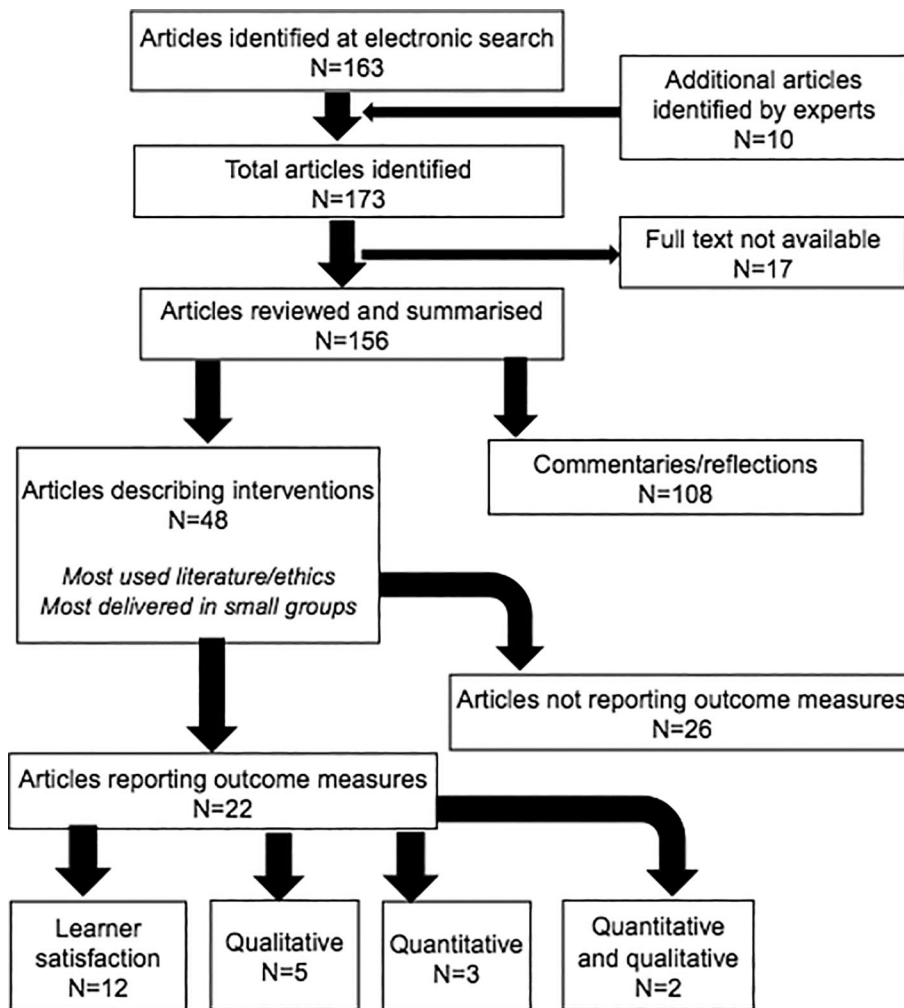 Articles identified at electronic search
N=163
Additional articles
identified by experts
N=10
Total articles identified
N=173
Full text not available
N=17
Articles reviewed and summarised
N=156
Commentaries/reflections
N=108
Articles describing interventions
N=48
Most used literature/ethics
Most delivered in small groups
Articles not reporting outcome measures
N=26
Articles reporting outcome measures
N=22
Learner
satisfaction
N=12
Qualitative
N=5
Quantitative
N=3
Quantitative
and qualitative
N=2